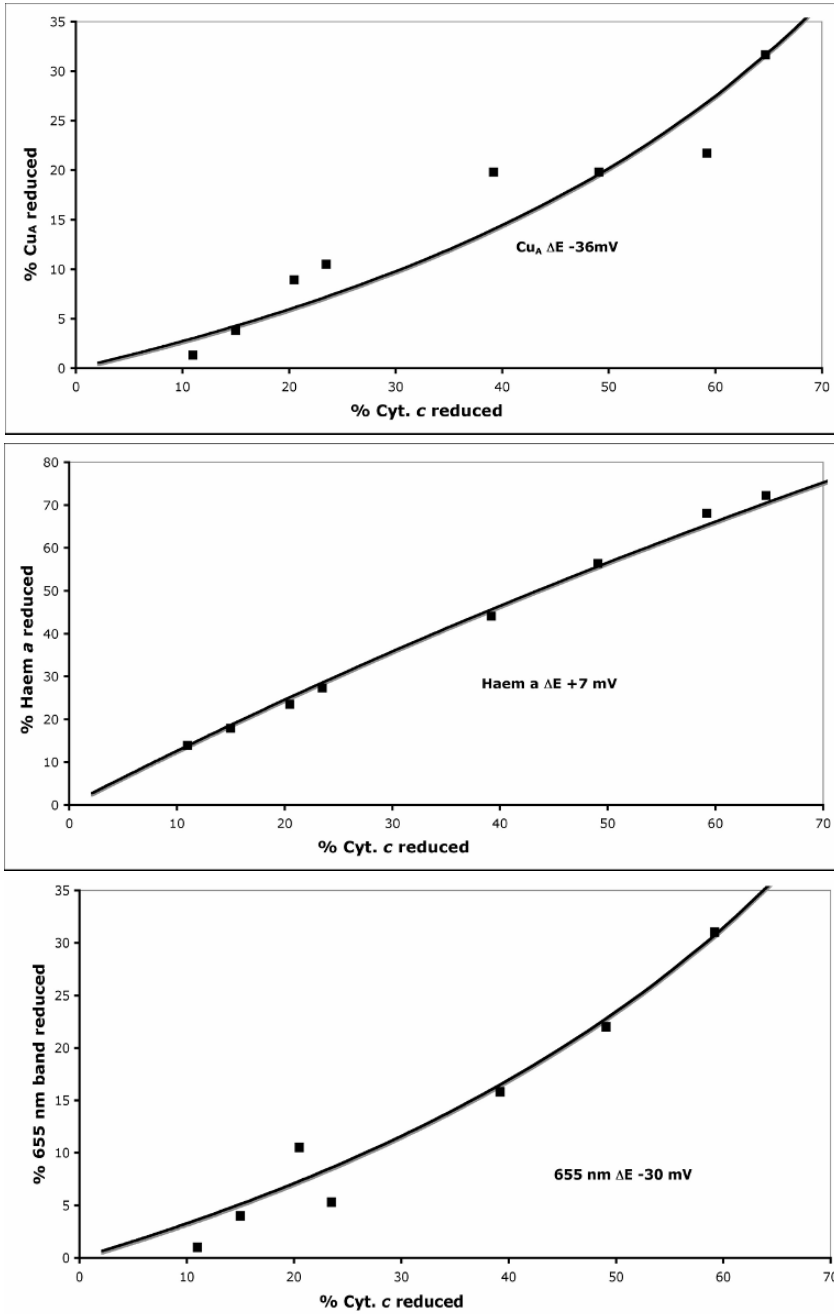 35
30
25
20
15
10
5
0
% CuA reduced
CuA ΔE -36mV
0 10 20 30 40 50 60 70
% Cyt. c reduced
80
70
60
50
40
30
20
10
0
% Haem a reduced
Haem a ΔE +7 mV
0 10 20 30 40 50 60 70
% Cyt. c reduced
35
30
25
20
15
10
5
0
% 655 nm band reduced
655 nm ΔE -30 mV
0 10 20 30 40 50 60 70
% Cyt. c reduced